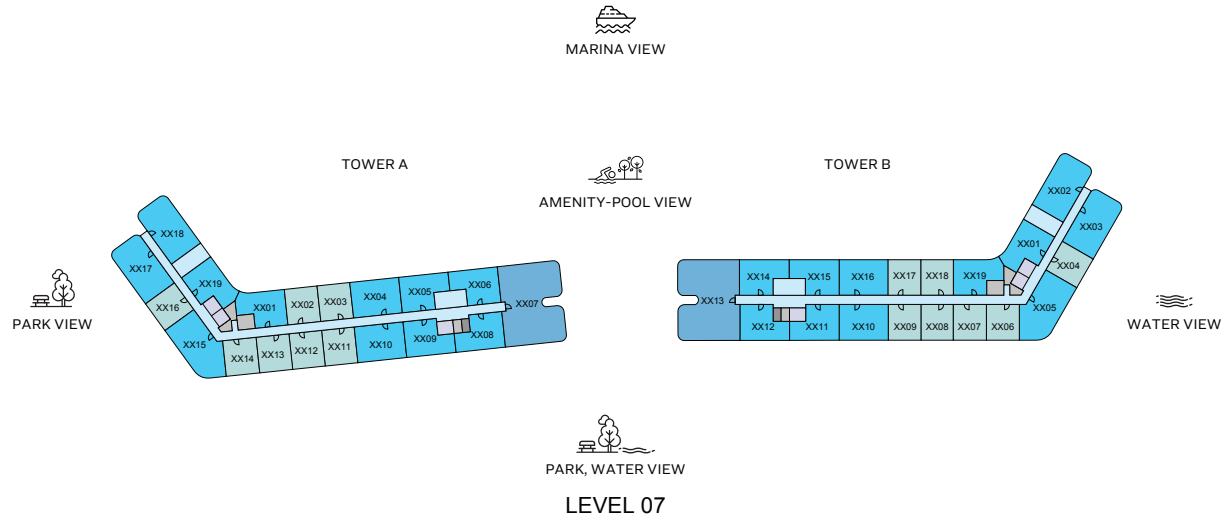 MARINA VIEW
TOWER A
TOWER B
AMENITY-POOL VIEW
XX18
XX17
XX19
XX16
XX15
XX01
XX02
XX03
XX04
XX05
XX06
XX07
XX14
XX13
XX12
XX11
XX10
XX09
XX08
XX02
XX03
XX01
XX04
XX05
XX14
XX15
XX16
XX17
XX18
XX19
XX13
XX12
XX11
XX10
XX09
XX08
XX07
XX06
PARK VIEW
WATER VIEW
PARK, WATER VIEW
LEVEL 07